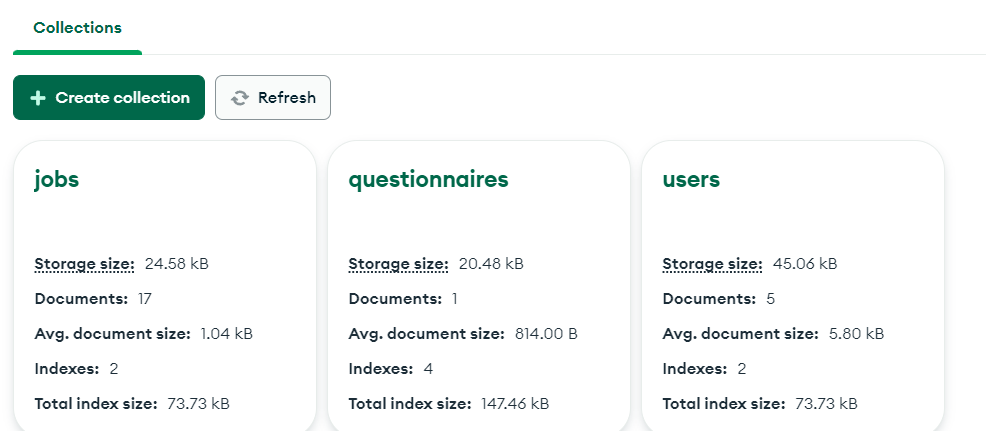 Collections
Create collection
Refresh
jobs
Storage size: 24.58 kB
Documents: 17
Avg. document size: 1.04 kB
Indexes: 2
Total index size: 73.73 kB
questionnaires
Storage size: 20.48 kB
Documents: 1
Avg. document size: 814.00 B
Indexes: 4
Total index size: 147.46 kB
users
Storage size: 45.06 kB
Documents: 5
Avg. document size: 5.80 kB
Indexes: 2
Total index size: 73.73 kB